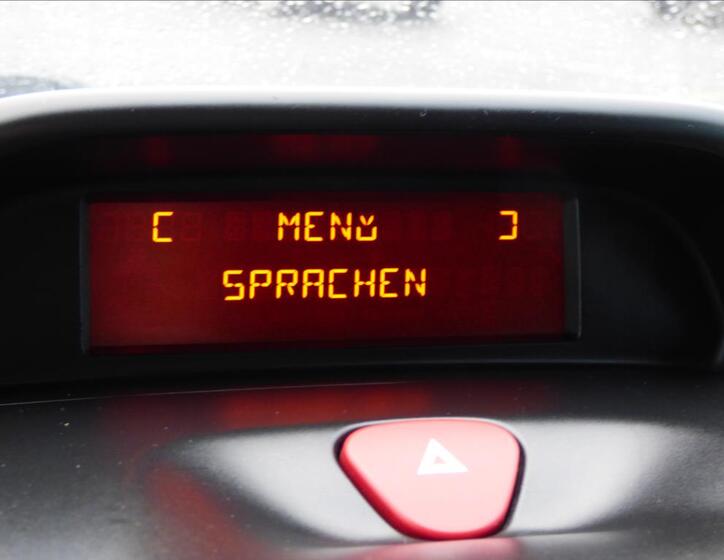 [ MENÜ ]
SPRACHEN